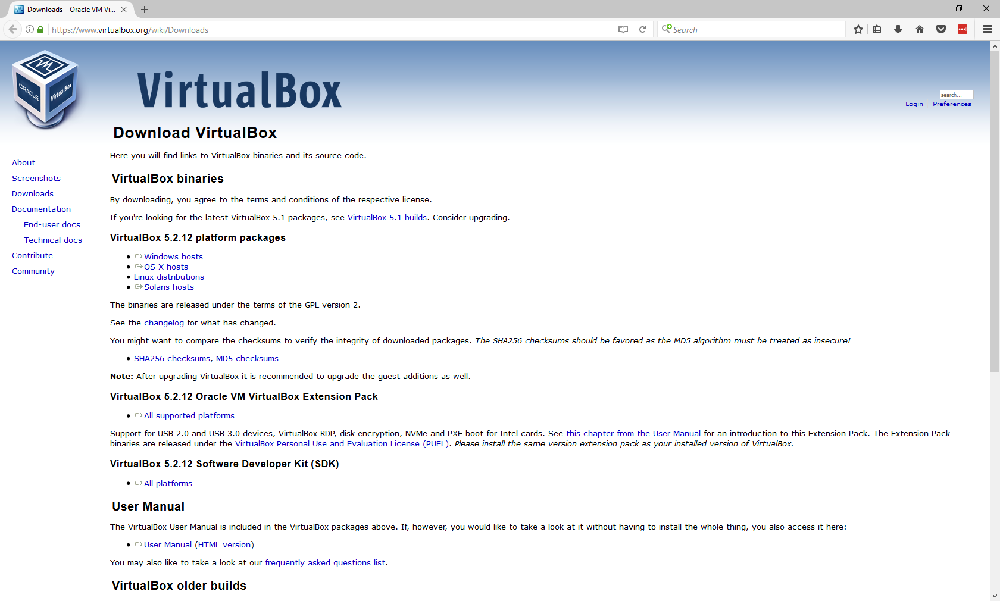 Downloads – Oracle VM Vi...
https://www.virtualbox.org/wiki/Downloads
Search
ORACLE
VirtualBox
VirtualBox
search...
Login
Preferences
Download VirtualBox
About
Screenshots
Downloads
Documentation
End-user docs
Technical docs
Contribute
Community
Here you will find links to VirtualBox binaries and its source code.
VirtualBox binaries
By downloading, you agree to the terms and conditions of the respective license.
If you're looking for the latest VirtualBox 5.1 packages, see VirtualBox 5.1 builds. Consider upgrading.
VirtualBox 5.2.12 platform packages
Windows hosts
OS X hosts
Linux distributions
Solaris hosts
The binaries are released under the terms of the GPL version 2.
See the changelog for what has changed.
You might want to compare the checksums to verify the integrity of downloaded packages. The SHA256 checksums should be favored as the MD5 algorithm must be treated as insecure!
SHA256 checksums, MD5 checksums
Note: After upgrading VirtualBox it is recommended to upgrade the guest additions as well.
VirtualBox 5.2.12 Oracle VM VirtualBox Extension Pack
All supported platforms
Support for USB 2.0 and USB 3.0 devices, VirtualBox RDP, disk encryption, NVMe and PXE boot for Intel cards. See this chapter from the User Manual for an introduction to this Extension Pack. The Extension Pack
binaries are released under the VirtualBox Personal Use and Evaluation License (PUEL). Please install the same version extension pack as your installed version of VirtualBox.
VirtualBox 5.2.12 Software Developer Kit (SDK)
All platforms
User Manual
The VirtualBox User Manual is included in the VirtualBox packages above. If, however, you would like to take a look at it without having to install the whole thing, you also access it here:
User Manual (HTML version)
You may also like to take a look at our frequently asked questions list.
VirtualBox older builds